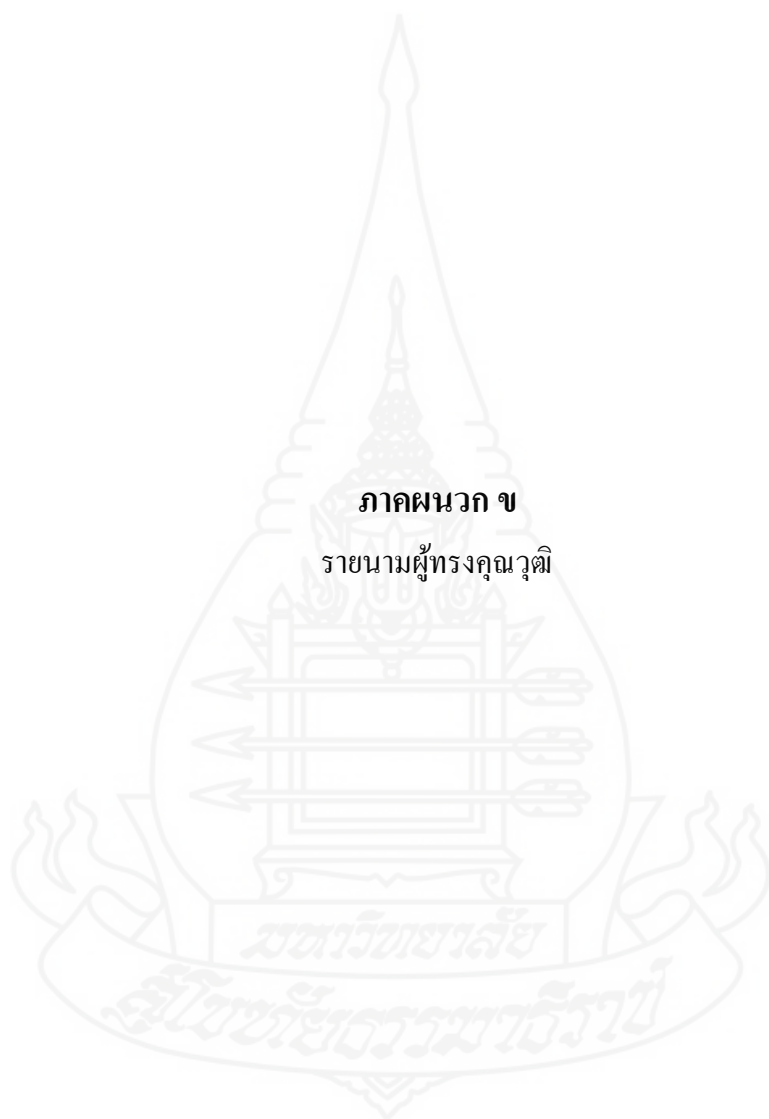 ภาคผนวก ข
รายนามผู้ทรงคุณวุฒิ
มหาวิทยาลัย
สุโขทัยธรรมาธิราช